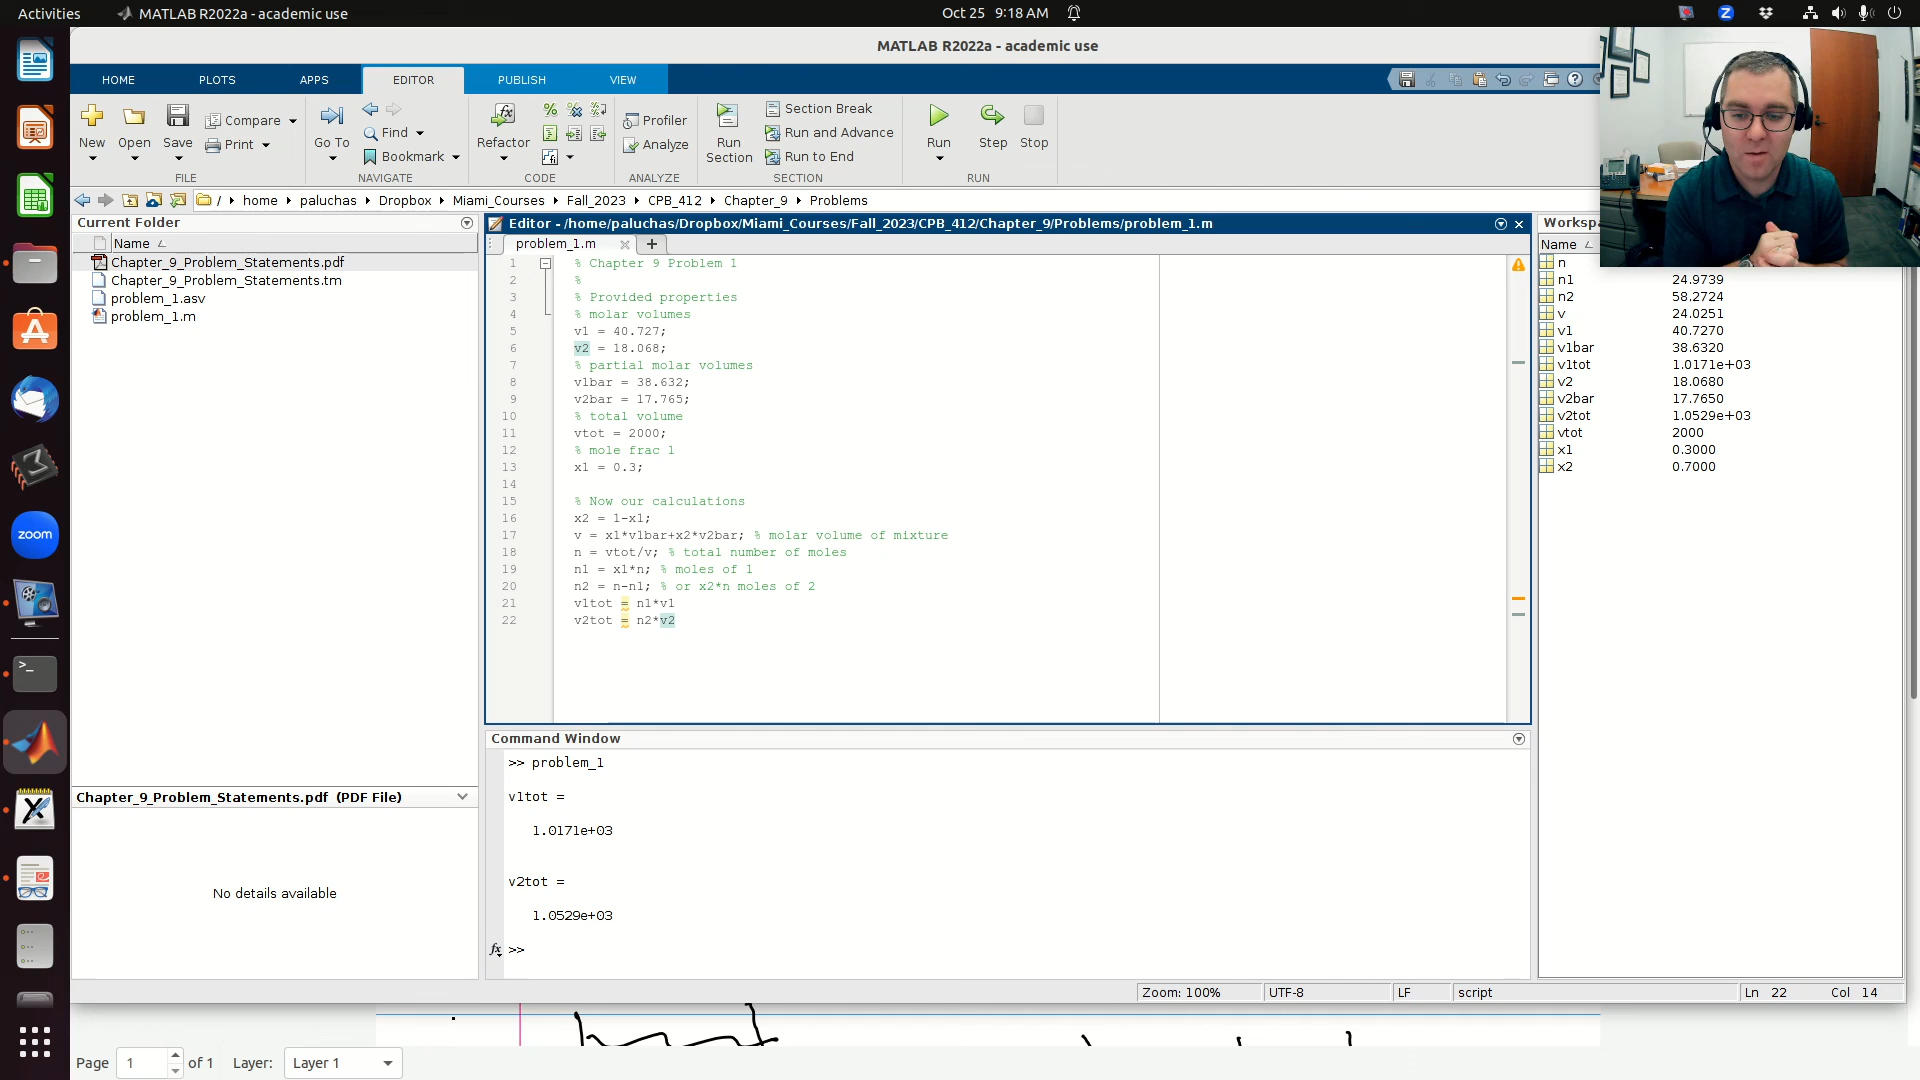 Activities
MATLAB R2022a - academic use
Oct 25 9:18 AM
MATLAB R2022a - academic use
HOME
PLOTS
APPS
EDITOR
PUBLISH
VIEW
New
Open
Save
Compare
Print
FILE
Go To
Find
Bookmark
NAVIGATE
Refactor
CODE
Profiler
Analyze
ANALYZE
Run
Section
Section Break
Run and Advance
Run to End
SECTION
Run
Step
Stop
RUN
/ home paluchas Dropbox Miami_Courses Fall_2023 CPB_412 Chapter_9 Problems
Current Folder
Name
Chapter_9_Problem_Statements.pdf
Chapter_9_Problem_Statements.tm
problem_1.asv
problem_1.m
Chapter_9_Problem_Statements.pdf (PDF File)
No details available
Editor - /home/paluchas/Dropbox/Miami_Courses/Fall_2023/CPB_412/Chapter_9/Problems/problem_1.m
problem_1.m
1 % Chapter 9 Problem 1
2 %
3 % Provided properties
4 % molar volumes
5 v1 = 40.727;
6 v2 = 18.068;
7 % partial molar volumes
8 v1bar = 38.632;
9 v2bar = 17.765;
10 % total volume
11 vtot = 2000;
12 % mole frac 1
13 x1 = 0.3;
14
15 % Now our calculations
16 x2 = 1-x1;
17 v = x1*v1bar+x2*v2bar; % molar volume of mixture
18 n = vtot/v; % total number of moles
19 n1 = x1*n; % moles of 1
20 n2 = n-n1; % or x2*n moles of 2
21 v1tot = n1*v1
22 v2tot = n2*v2
Command Window
>> problem_1
v1tot =
1.0171e+03
v2tot =
1.0529e+03
fx >>
Name
n
n1 24.9739
n2 58.2724
v 24.0251
v1 40.7270
v1bar 38.6320
v1tot 1.0171e+03
v2 18.0680
v2bar 17.7650
v2tot 1.0529e+03
vtot 2000
x1 0.3000
x2 0.7000
Zoom: 100%
UTF-8
LF
script
Ln 22
Col 14
Page 1 of 1
Layer: Layer 1
zoom